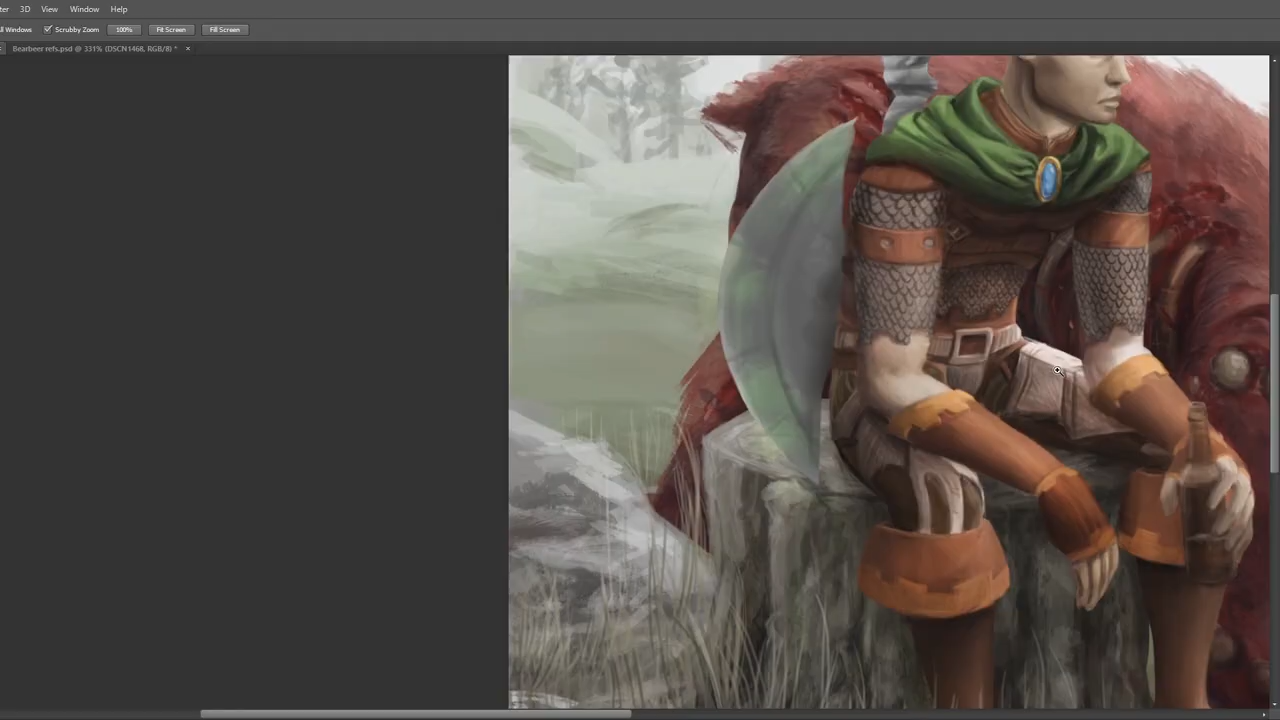 3D View Window Help
Windows Scrubby Zoom 100% Fit Screen Fill Screen
Bearbeer refs.psd @ 331% (DSCN1468, RGB/8) * ×